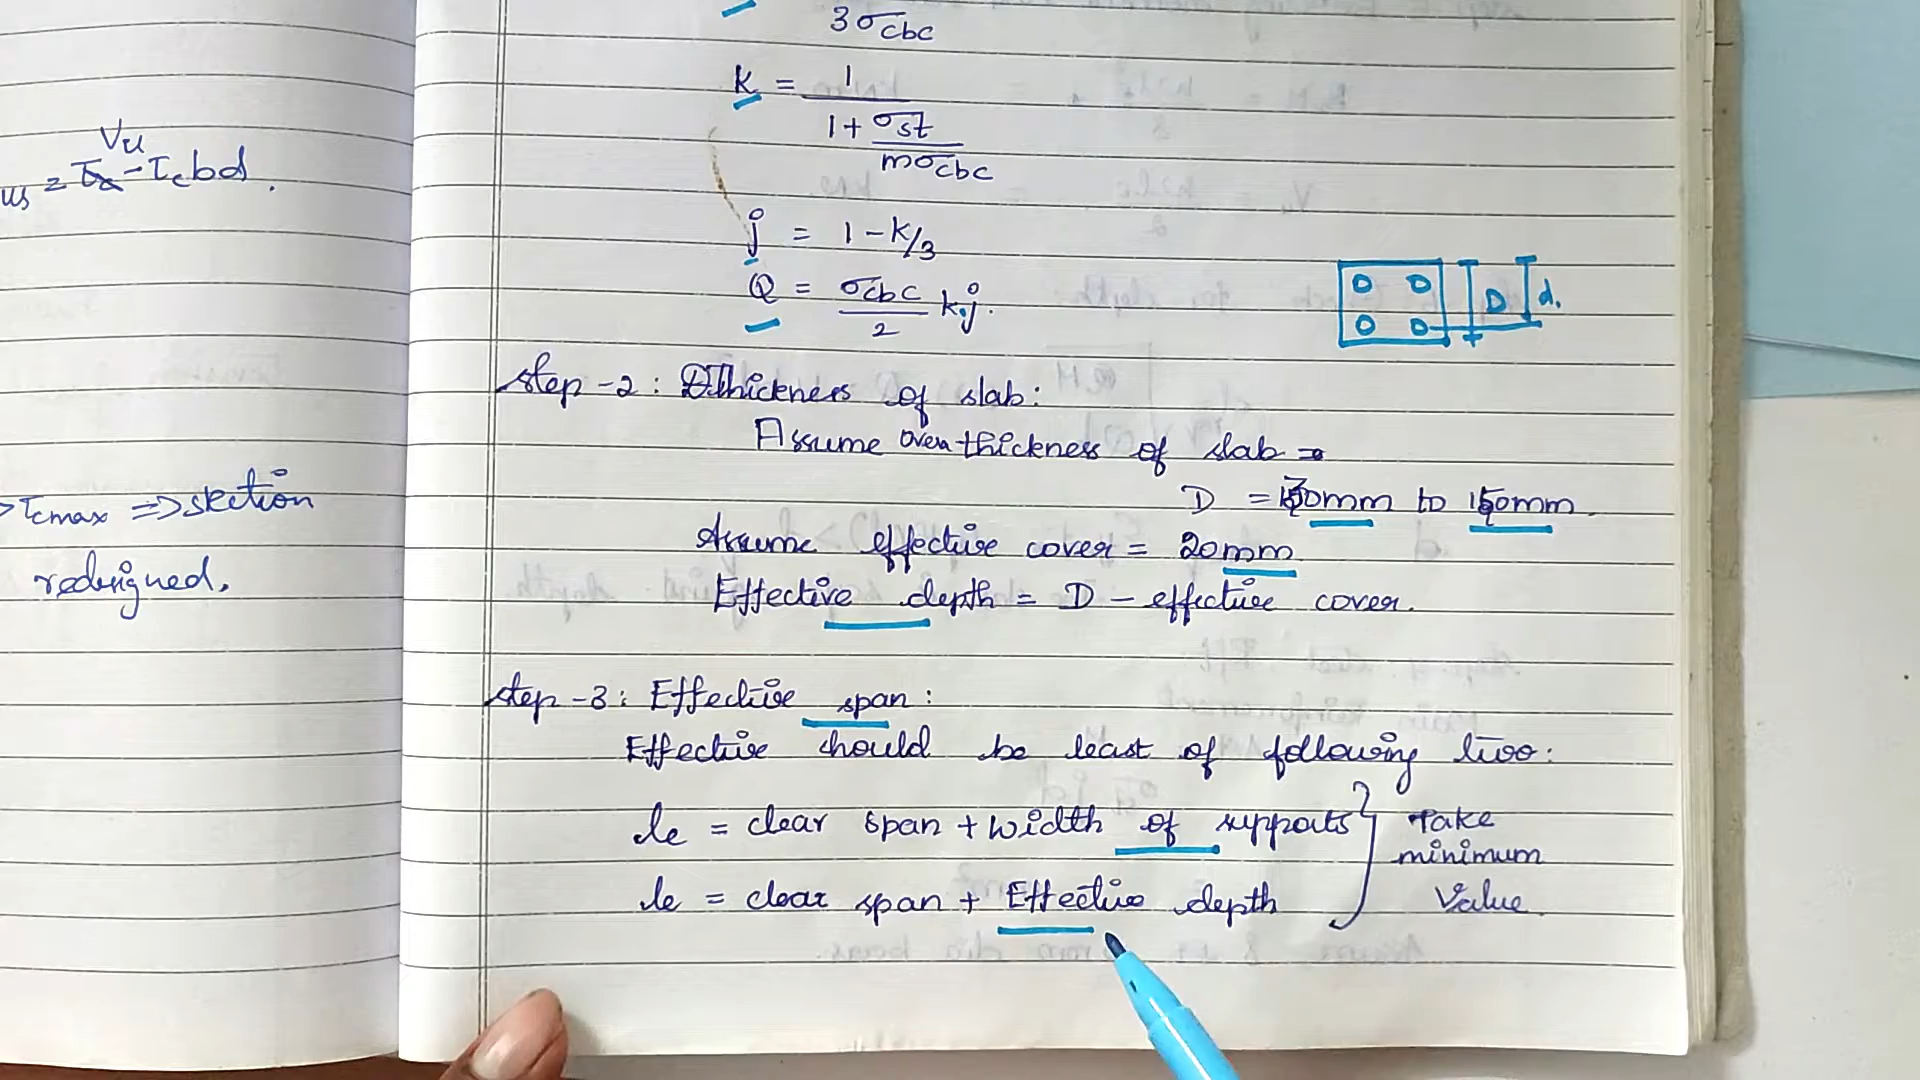 Vu
us = - τcbd.
> τcmax => section
redesigned.
3σcbc
K = 1
1 + σst
mσcbc
j = 1 - K/3
Q = σcbc k.j.
2
D d.
step-2: Thickness of slab:
Assume over thickness of slab =
D = mm to 150mm.
Assume effective cover = 20mm
Effective depth = D - effective cover.
step-3: Effective span:
Effective should be least of following two:
le = clear span + width of supports
le = clear span + Effective depth
Take
minimum
Value.